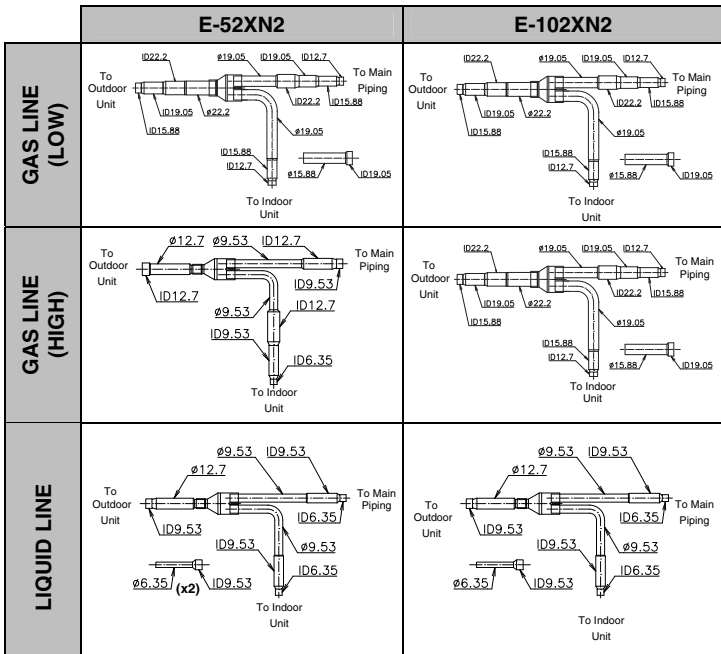 E-52XN2
E-102XN2
GAS LINE
(LOW)
ID22.2
ø19.05
ID19.05
ID12.7
To
Outdoor
Unit
To Main
Piping
ID19.05
ø22.2
ID22.2
ID15.88
ID15.88
ø19.05
ID15.88
ID12.7
ø15.88
ID19.05
To Indoor
Unit
ID22.2
ø19.05
ID19.05
ID12.7
To
Outdoor
Unit
To Main
Piping
ID19.05
ø22.2
ID22.2
ID15.88
ID15.88
ø19.05
ID15.88
ID12.7
ø15.88
ID19.05
To Indoor
Unit
GAS LINE
(HIGH)
ø12.7
ø9.53
ID12.7
To
Outdoor
Unit
To Main
Piping
ID12.7
ID9.53
ø9.53
ID12.7
ID9.53
ID6.35
To Indoor
Unit
ID22.2
ø19.05
ID19.05
ID12.7
To
Outdoor
Unit
To Main
Piping
ID19.05
ø22.2
ID22.2
ID15.88
ID15.88
ø19.05
ID15.88
ID12.7
ø15.88
ID19.05
To Indoor
Unit
LIQUID LINE
ø9.53
ID9.53
ø12.7
To
Outdoor
Unit
To Main
Piping
ID9.53
ID6.35
ID9.53
ø9.53
ID6.35
ø6.35
(x2)
ID9.53
To Indoor
Unit
ø9.53
ID9.53
ø12.7
To
Outdoor
Unit
To Main
Piping
ID9.53
ID6.35
ID9.53
ø9.53
ID6.35
ø6.35
ID9.53
To Indoor
Unit